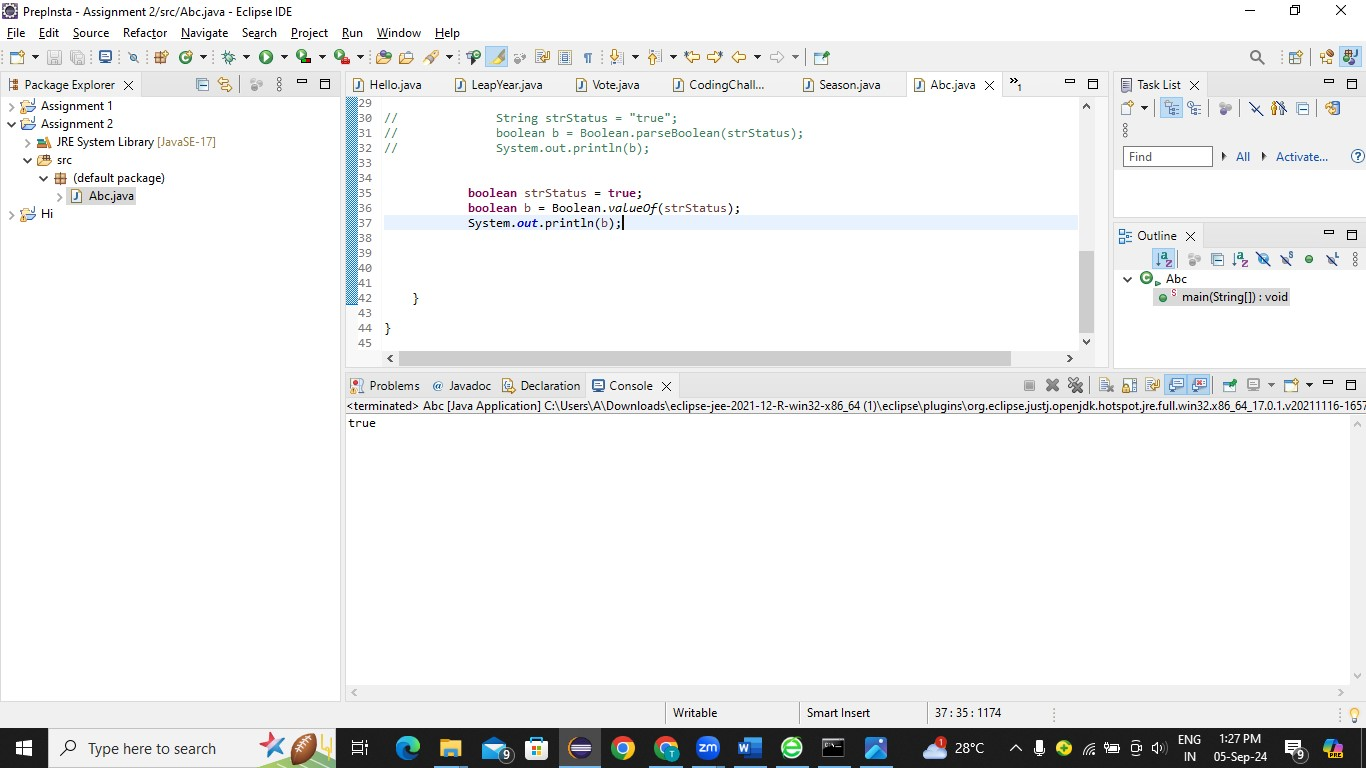 PrepInsta - Assignment 2/src/Abc.java - Eclipse IDE
File Edit Source Refactor Navigate Search Project Run Window Help
Package Explorer
Assignment 1
Assignment 2
JRE System Library [JavaSE-17]
src
(default package)
Abc.java
Hi
Hello.java LeapYear.java Vote.java CodingChall... Season.java Abc.java »1
29
30 // String strStatus = "true";
31 // boolean b = Boolean.parseBoolean(strStatus);
32 // System.out.println(b);
33
34
35 boolean strStatus = true;
36 boolean b = Boolean.valueOf(strStatus);
37 System.out.println(b);
38
39
40
41
42 }
43
44 }
45
Task List
Find All Activate...
Outline
Abc
main(String[]) : void
Problems @ Javadoc Declaration Console
<terminated> Abc [Java Application] C:\Users\A\Downloads\eclipse-jee-2021-12-R-win32-x86_64 (1)\eclipse\plugins\org.eclipse.justj.openjdk.hotspot.jre.full.win32.x86_64_17.0.1.v20211116-1657
true
Writable Smart Insert 37 : 35 : 1174
Type here to search
9
zm
1
28°C
ENG
IN
1:27 PM
05-Sep-24
9
PRE